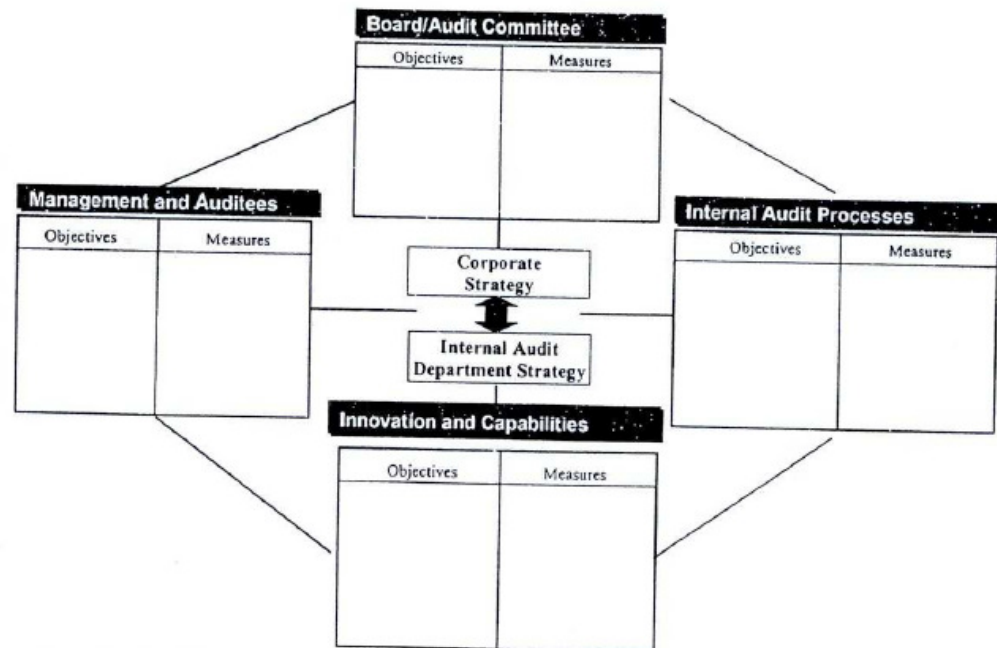 Board/Audit Committee
Objectives
Measures
Management and Auditees
Objectives
Measures
Internal Audit Processes
Objectives
Measures
Corporate
Strategy
Internal Audit
Department Strategy
Innovation and Capabilities
Objectives
Measures